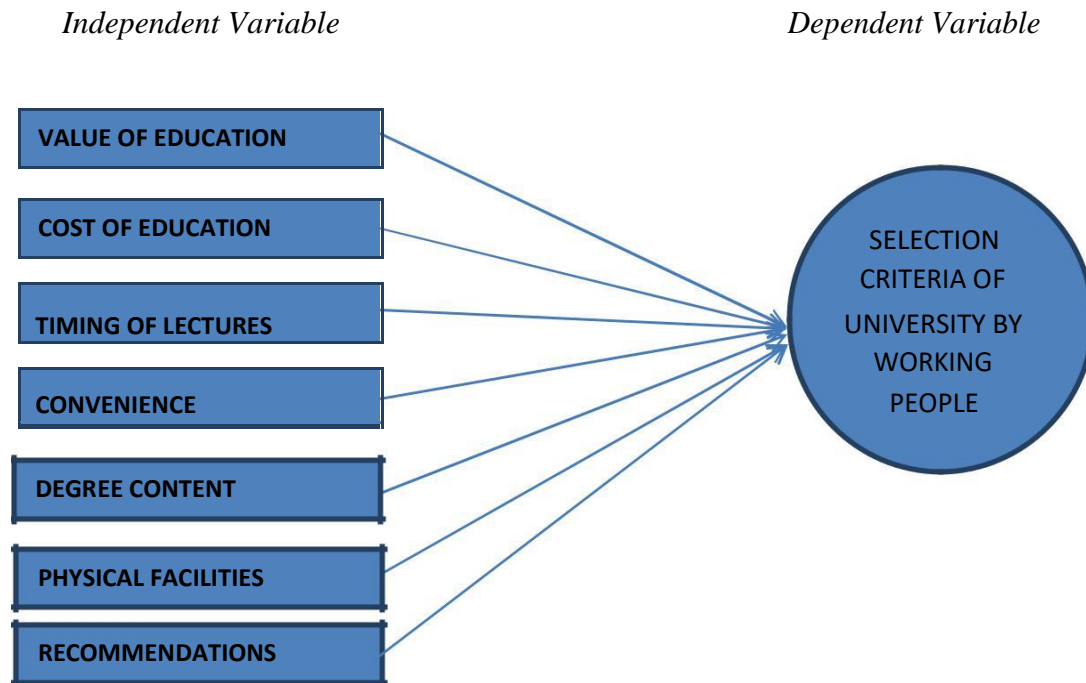 Independent Variable
Dependent Variable
VALUE OF EDUCATION
COST OF EDUCATION
TIMING OF LECTURES
CONVENIENCE
DEGREE CONTENT
PHYSICAL FACILITIES
RECOMMENDATIONS
SELECTION
CRITERIA OF
UNIVERSITY BY
WORKING
PEOPLE